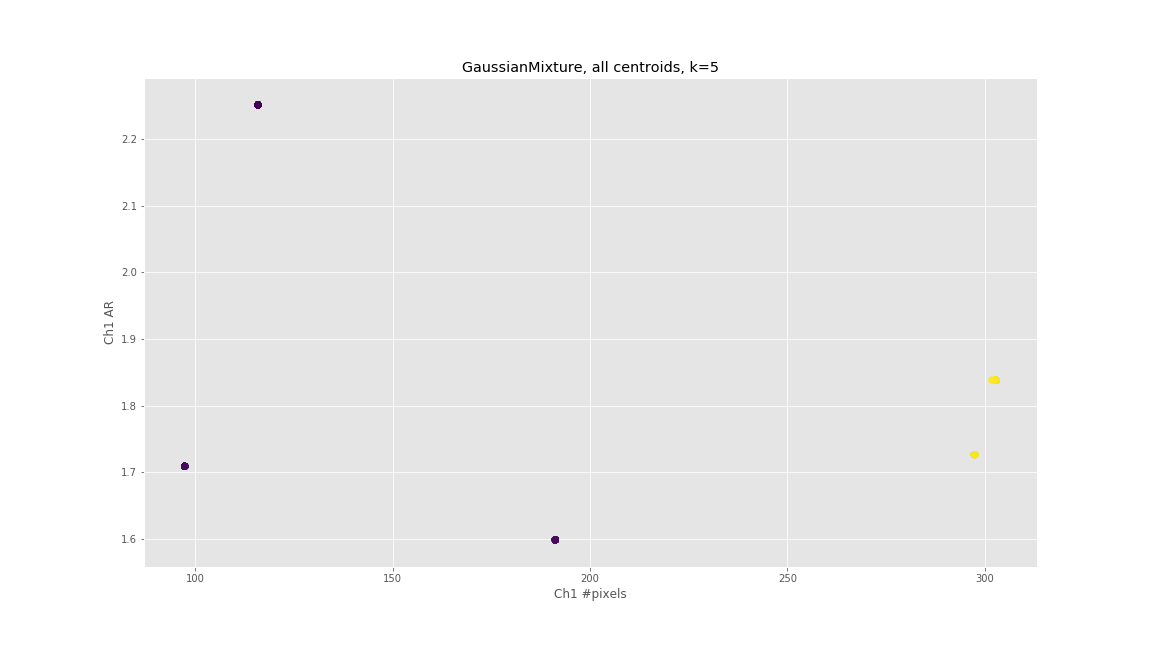 GaussianMixture, all centroids, k=5
2.2
2.1
2.0
1.9
1.8
1.7
1.6
Ch1 AR
100 150 200 250 300
Ch1 #pixels